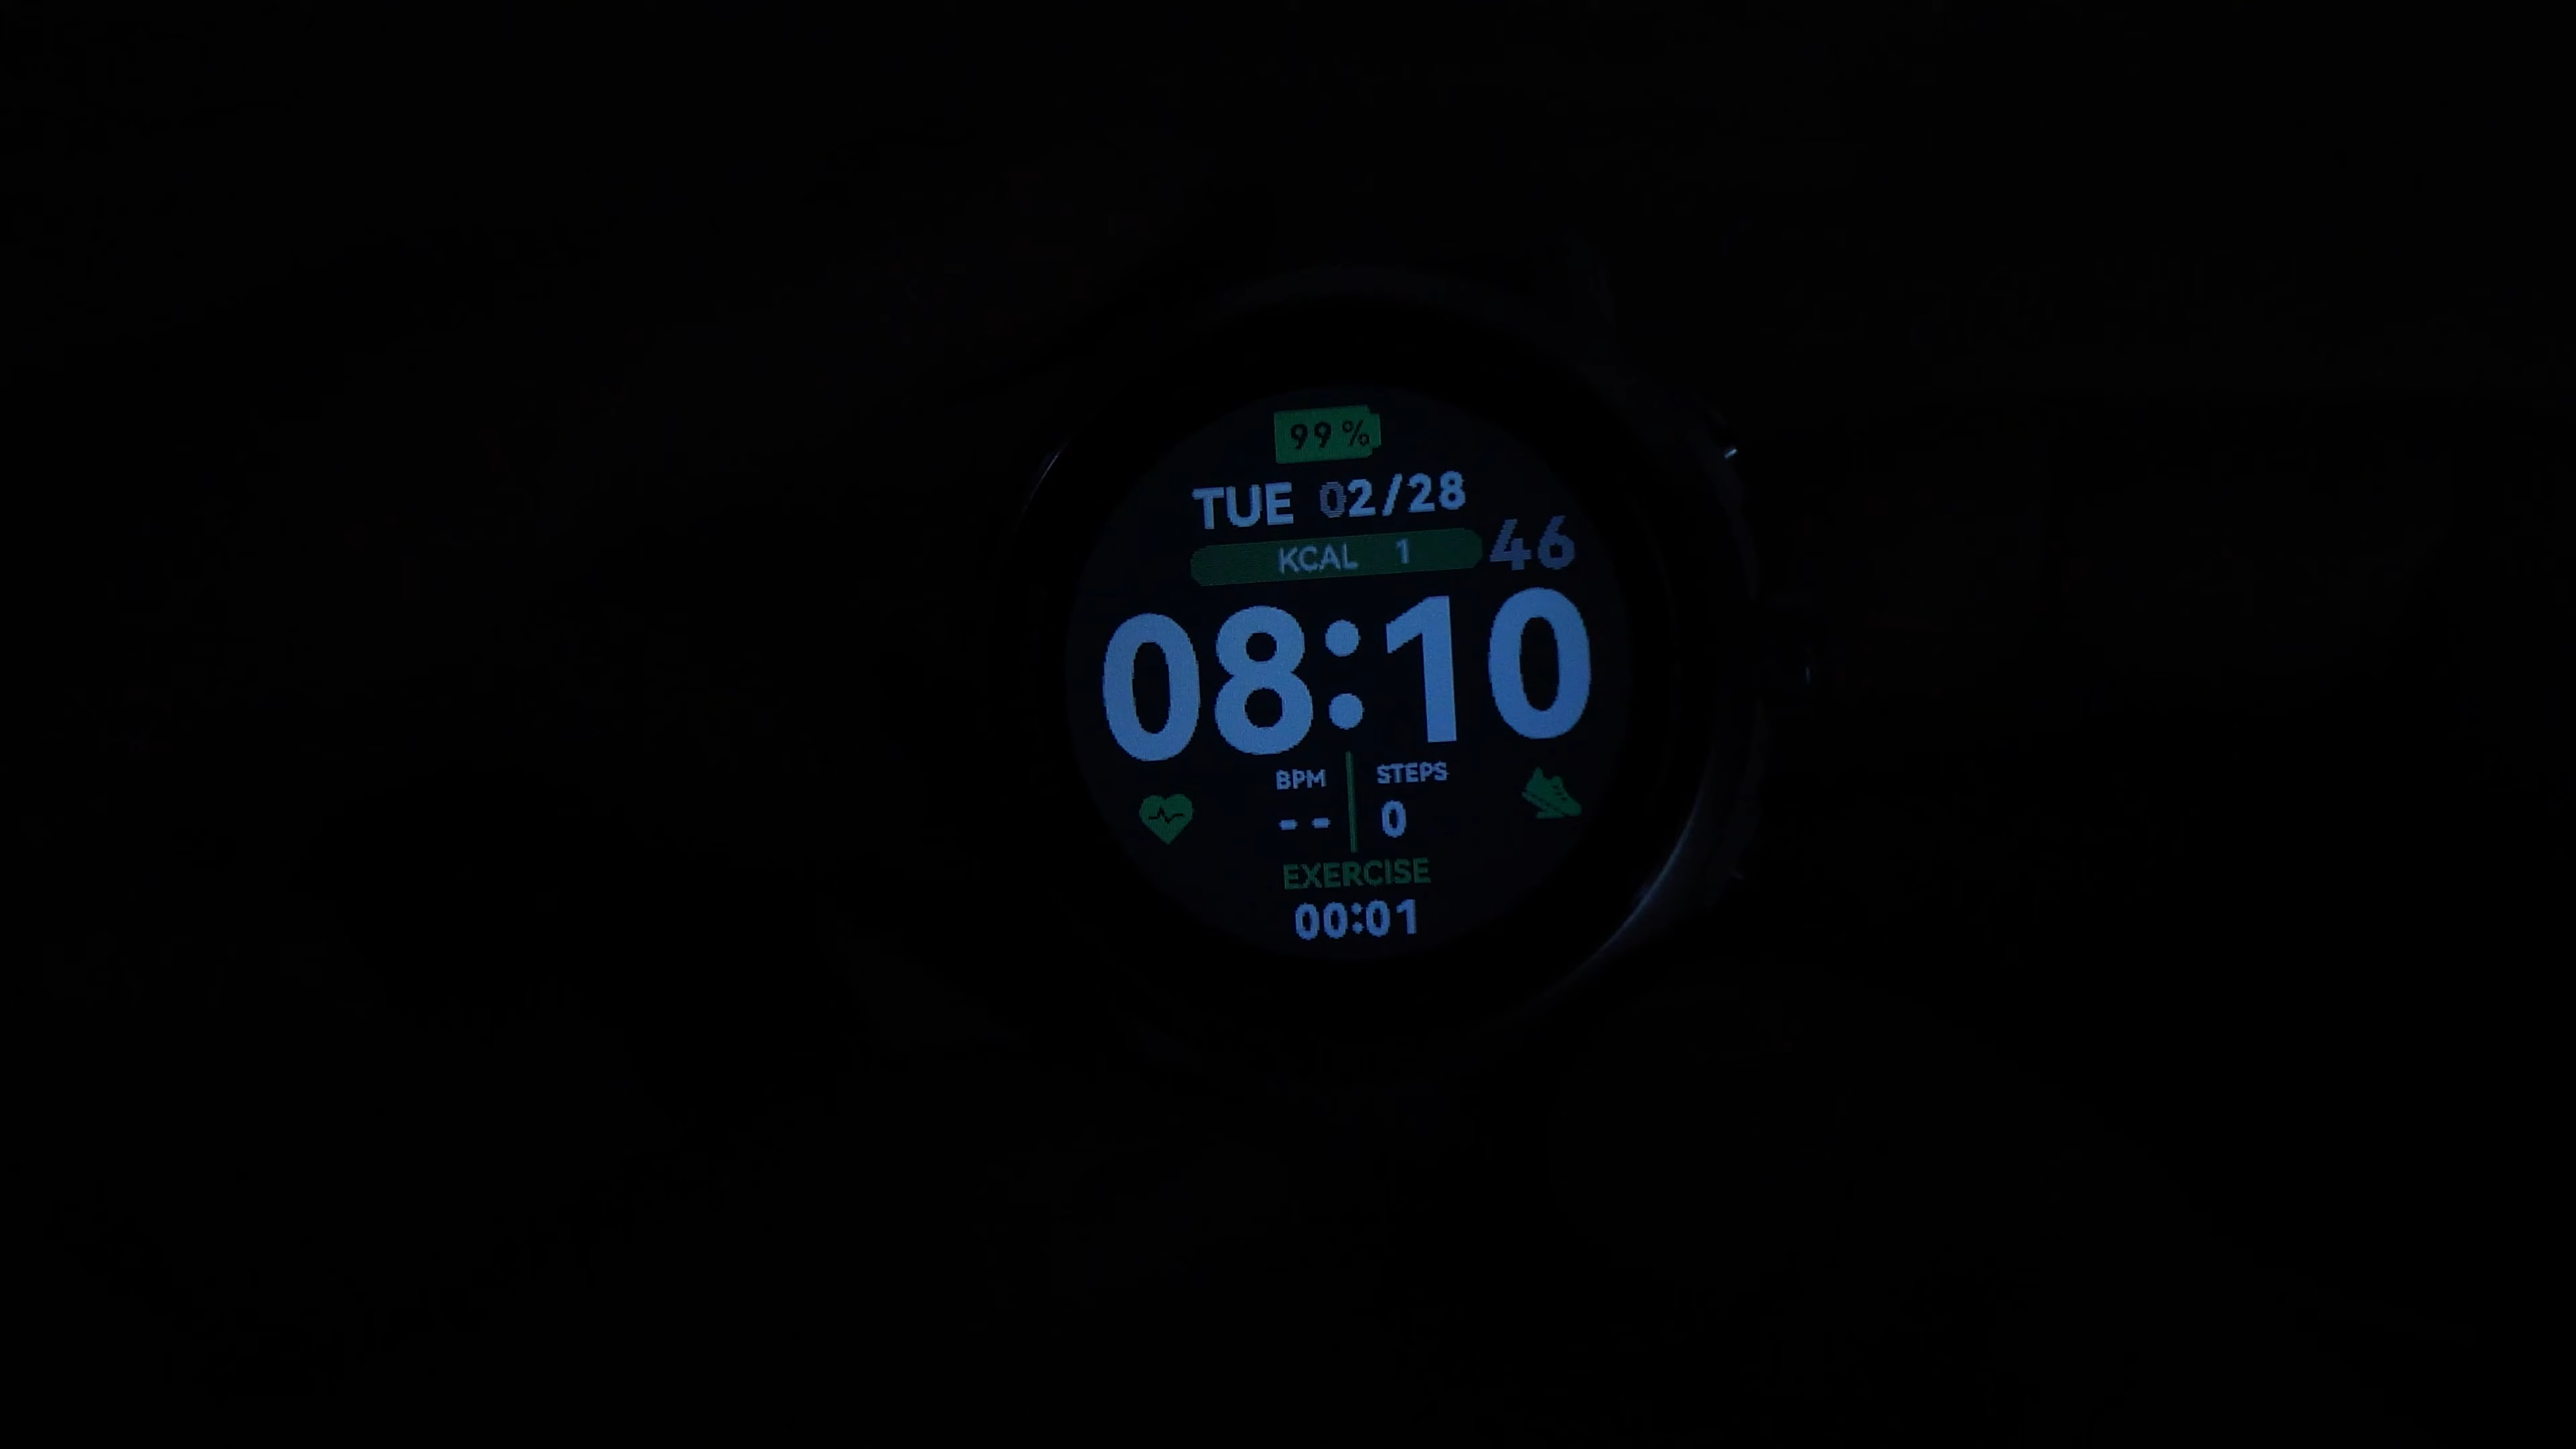 99%
TUE 02/28
KCAL 1 46
08:10
BPM STEPS
-- 0
EXERCISE
00:01